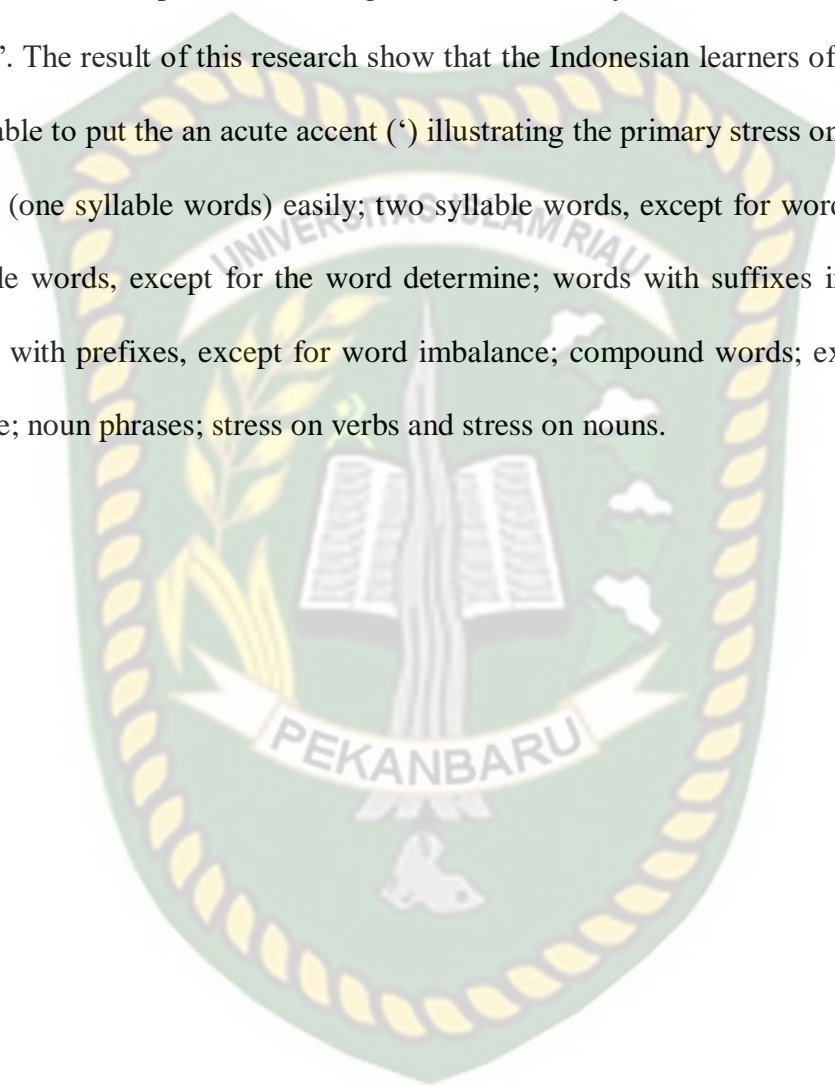 ’. The result of this research show that the Indonesian learners of
able to put the an acute accent (‘) illustrating the primary stress on
(one syllable words) easily; two syllable words, except for word
le words, except for the word determine; words with suffixes
with prefixes, except for word imbalance; compound words;
e; noun phrases; stress on verbs and stress on nouns.
UNIVERSITAS ISLAM RIAU
PEKANBARU